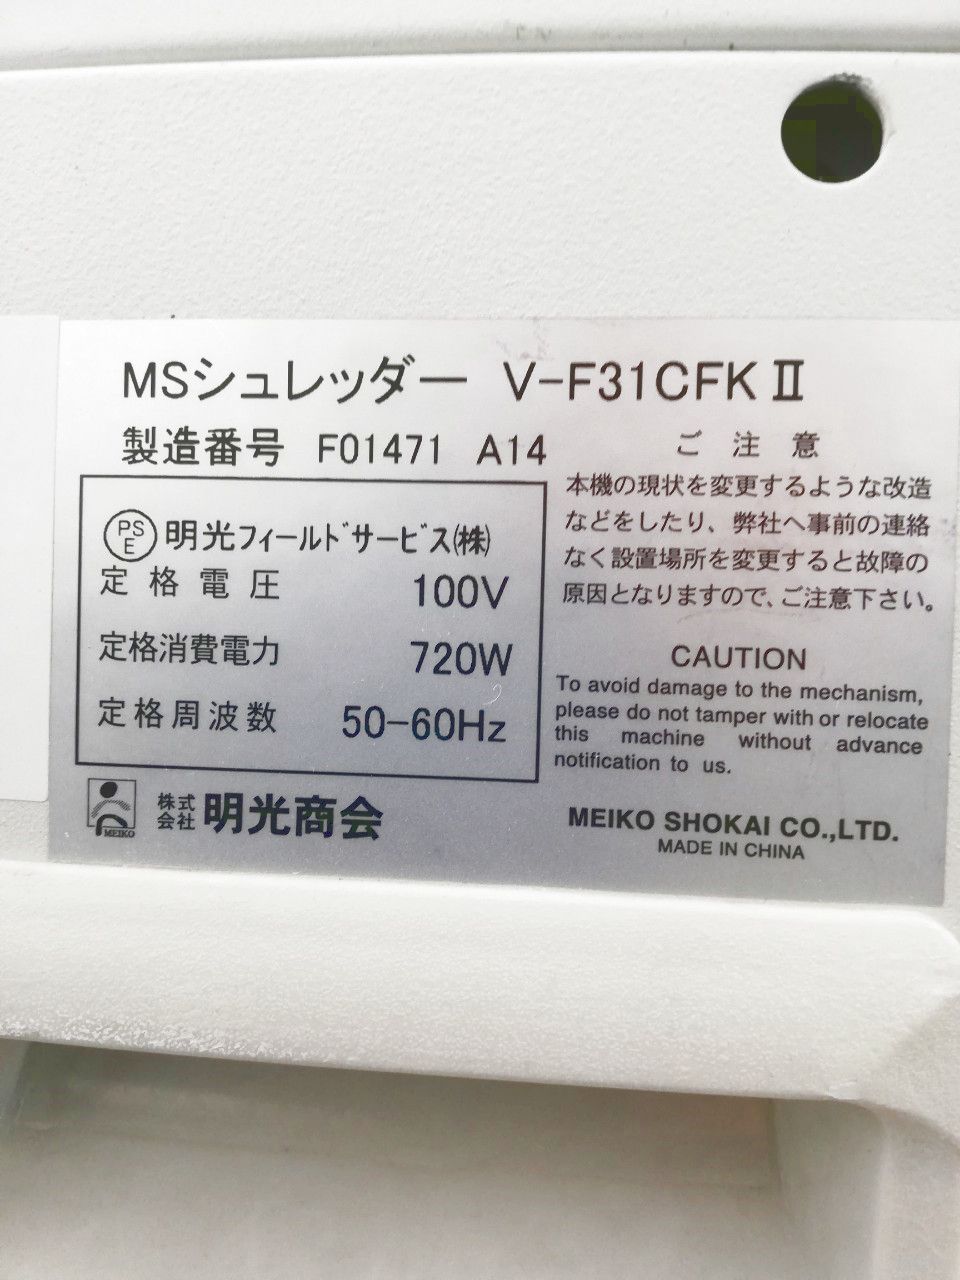 MSシュレッダー V-F31CFKⅡ
製造番号 F01471 A14
PSE 明光フィールドサービス(株)
定格電圧 100V
定格消費電力 720W
定格周波数 50-60Hz
ご注意
本機の現状を変更するような改造
などをしたり、弊社へ事前の連絡
なく設置場所を変更すると故障の
原因となりますので、ご注意下さい。
CAUTION
To avoid damage to the mechanism,
please do not tamper with or relocate
this machine without advance
notification to us.
MEIKO
株式会社 明光商会
MEIKO SHOKAI CO.,LTD.
MADE IN CHINA